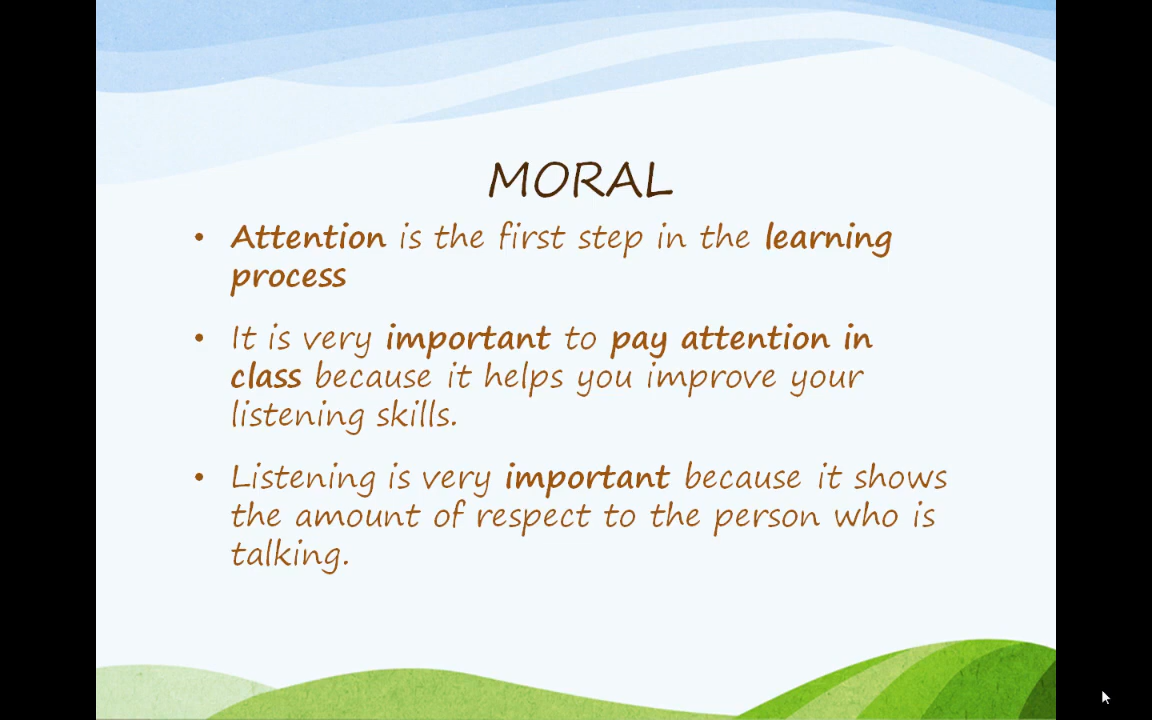 MORAL
• Attention is the first step in the learning
process
• It is very important to pay attention in
class because it helps you improve your
listening skills.
• Listening is very important because it shows
the amount of respect to the person who is
talking.